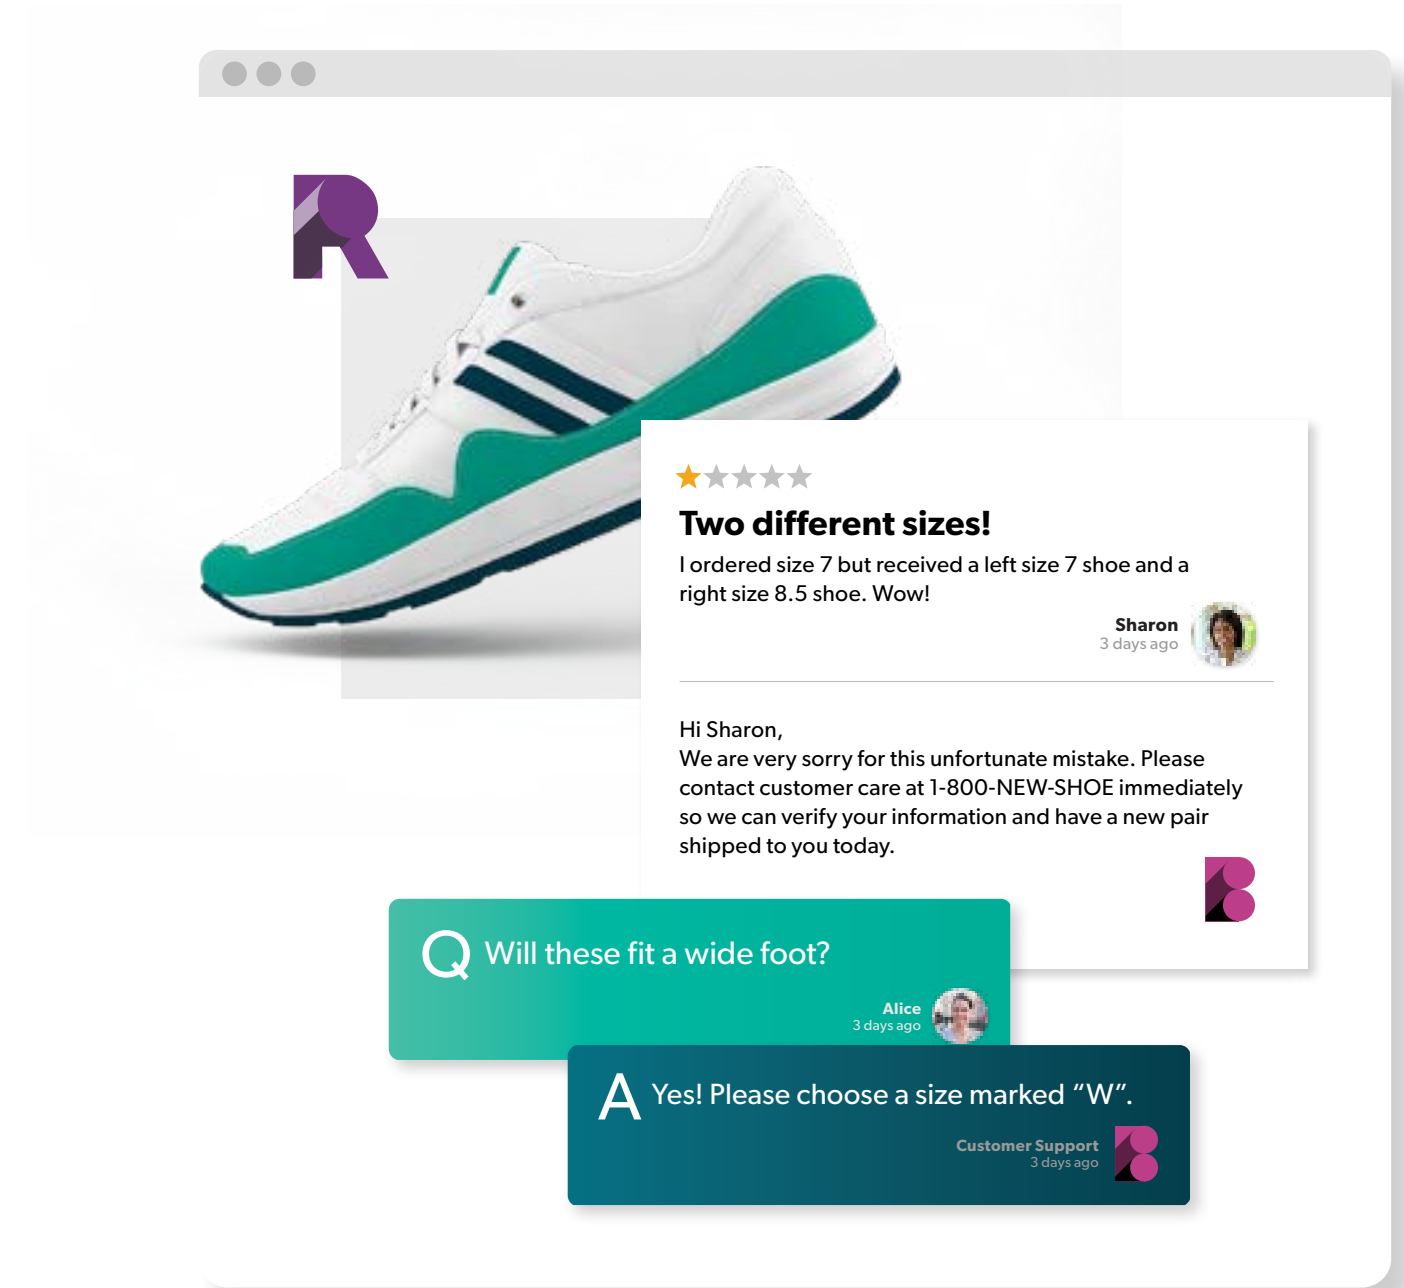 R
Two different sizes!
I ordered size 7 but received a left size 7 shoe and a
right size 8.5 shoe. Wow!
Sharon
3 days ago
Hi Sharon,
We are very sorry for this unfortunate mistake. Please
contact customer care at 1-800-NEW-SHOE immediately
so we can verify your information and have a new pair
shipped to you today.
B
Q Will these fit a wide foot?
Alice
3 days ago
A Yes! Please choose a size marked “W”.
Customer Support
3 days ago
B